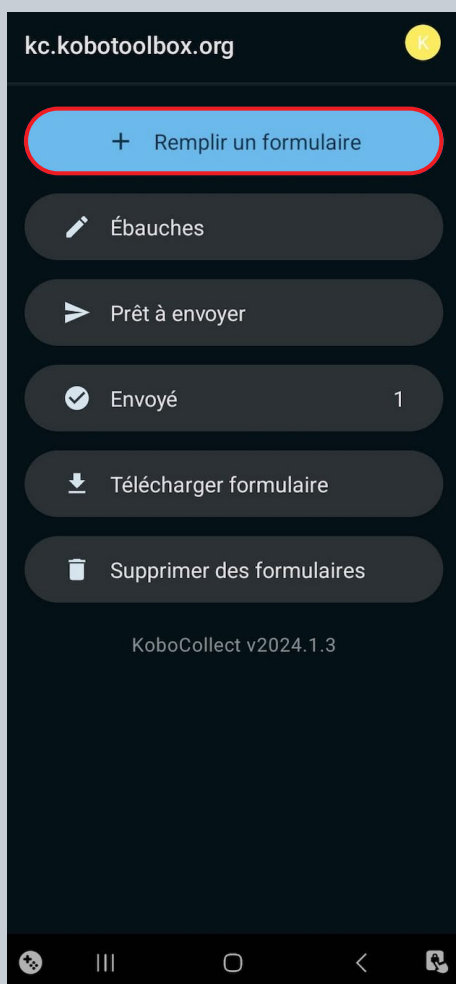 kc.kobotoolbox.org
K
+ Remplir un formulaire
Ébauches
Prêt à envoyer
Envoyé 1
Télécharger formulaire
Supprimer des formulaires
KoboCollect v2024.1.3